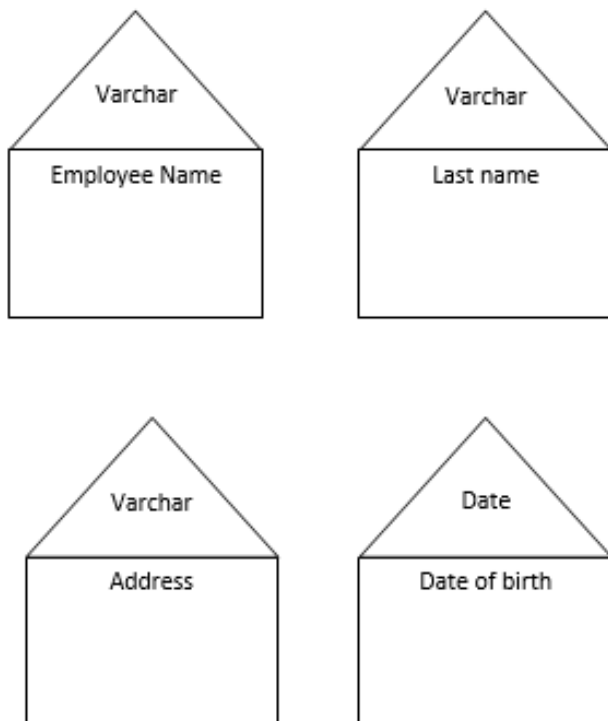 Varchar
Varchar
Employee Name
Last name
Varchar
Date
Address
Date of birth